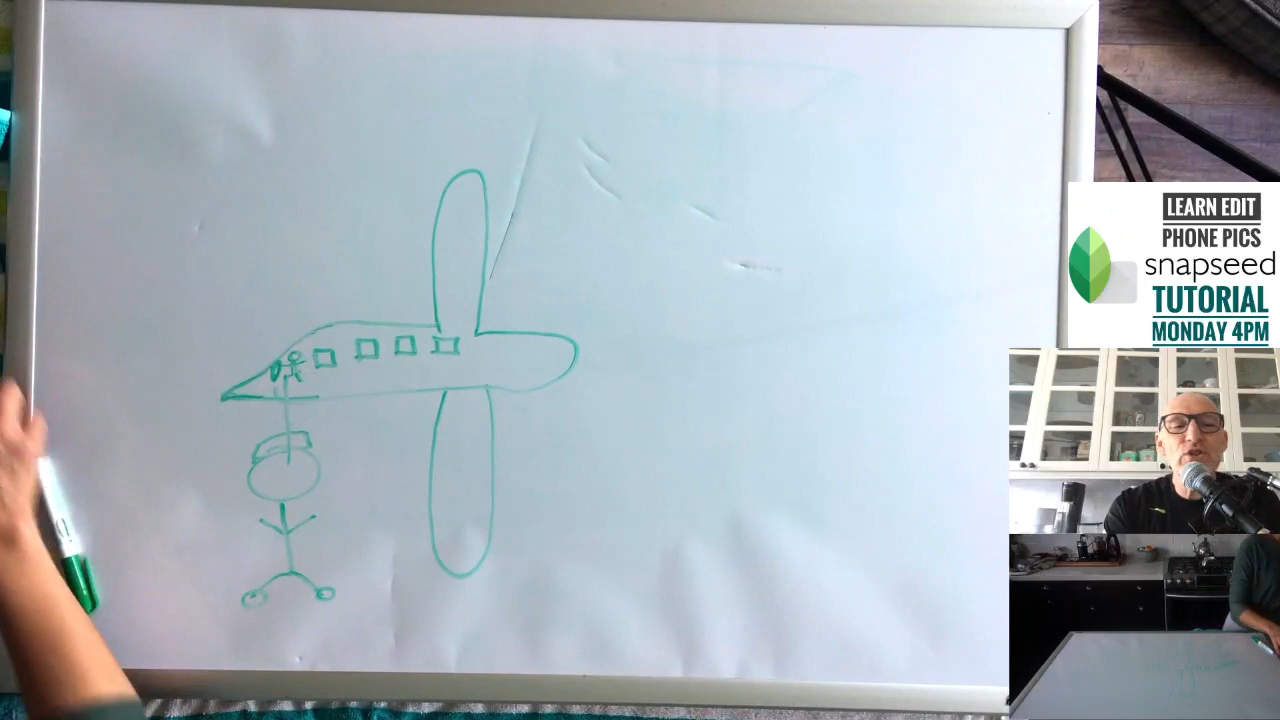 LEARN EDIT
PHONE PICS
snapseed
TUTORIAL
MONDAY 4PM